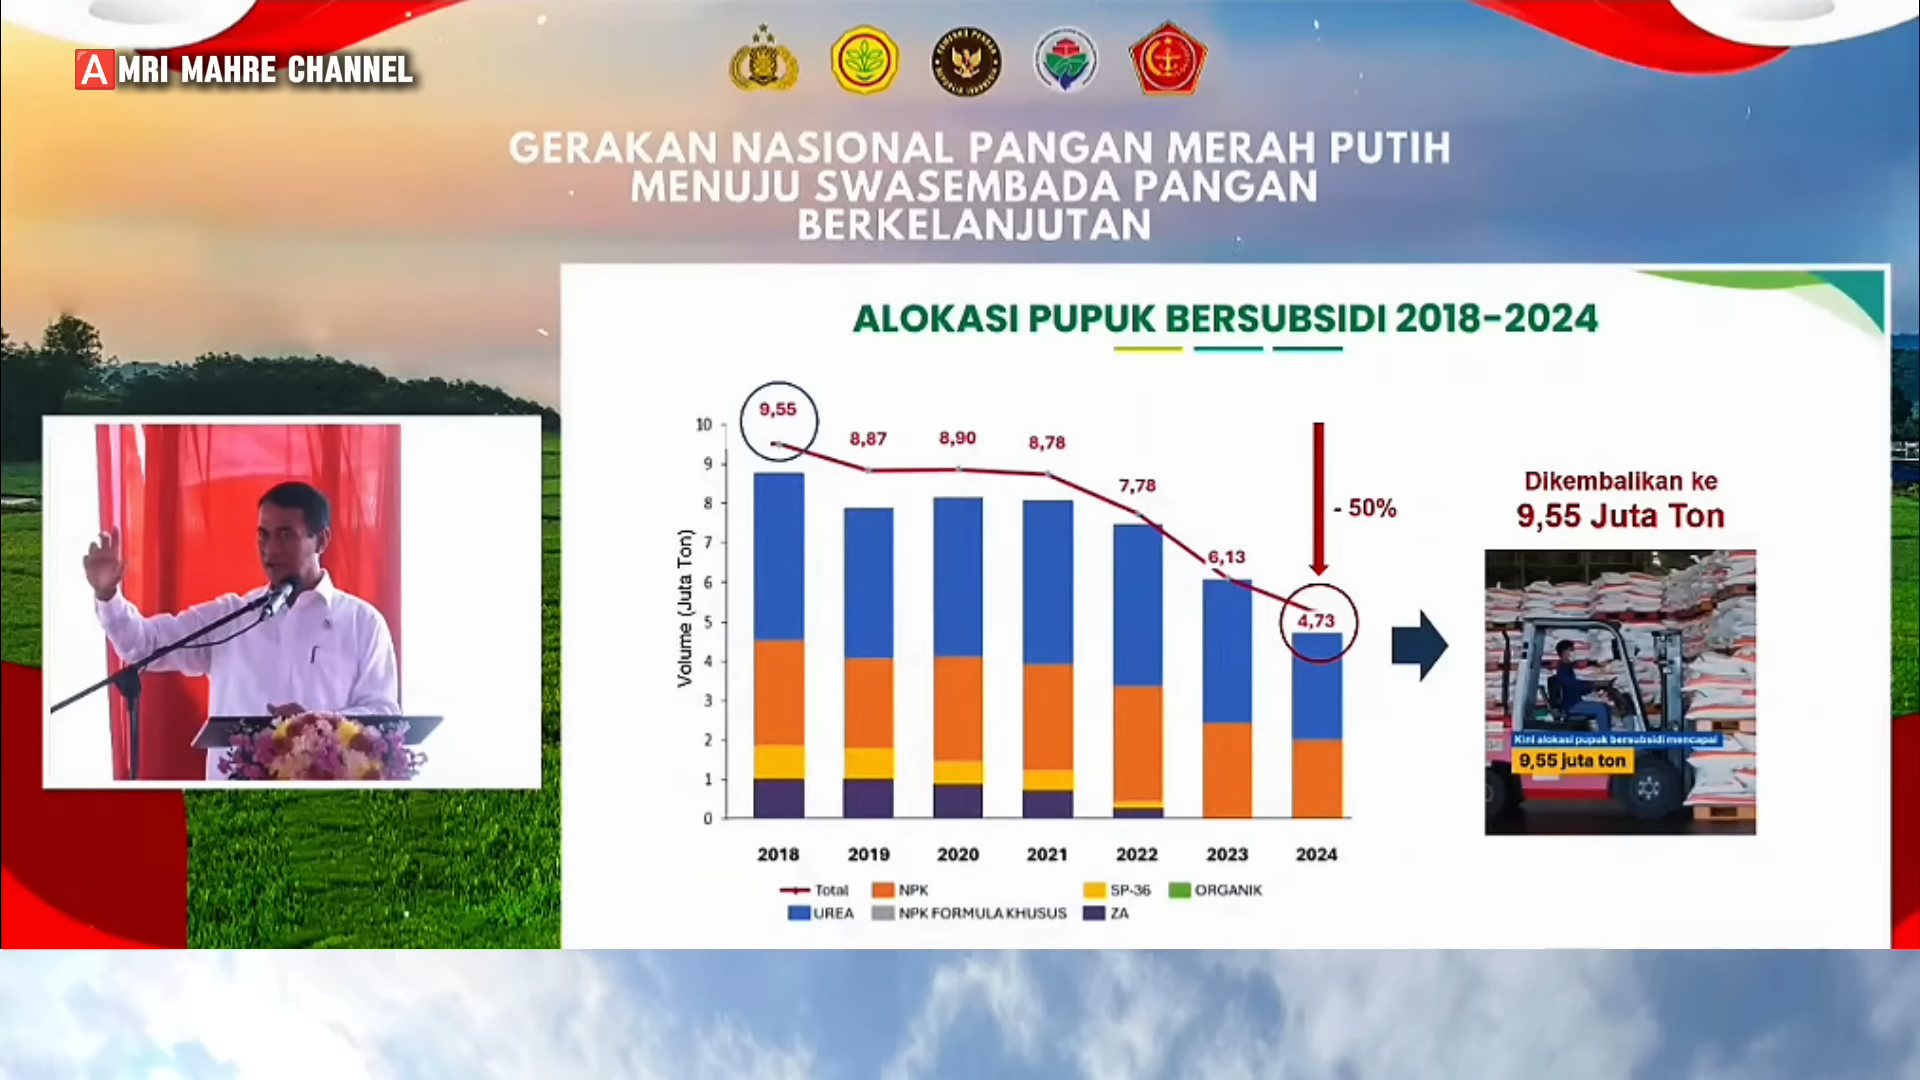 AMRI MAHRE CHANNEL
GERAKAN NASIONAL PANGAN MERAH PUTIH
MENUJU SWASEMBADA PANGAN
BERKELANJUTAN
ALOKASI PUPUK BERSUBSIDI 2018-2024
Volume (Juta Ton)
10
9
8
7
6
5
4
3
2
1
0
9,55
8,87
8,90
8,78
7,78
6,13
4,73
- 50%
2018
2019
2020
2021
2022
2023
2024
Total
NPK
SP-36
ORGANIK
UREA
NPK FORMULA KHUSUS
ZA
Dikembalikan ke
9,55 Juta Ton
Kini alokasi pupuk bersubsidi mencapai
9,55 juta ton